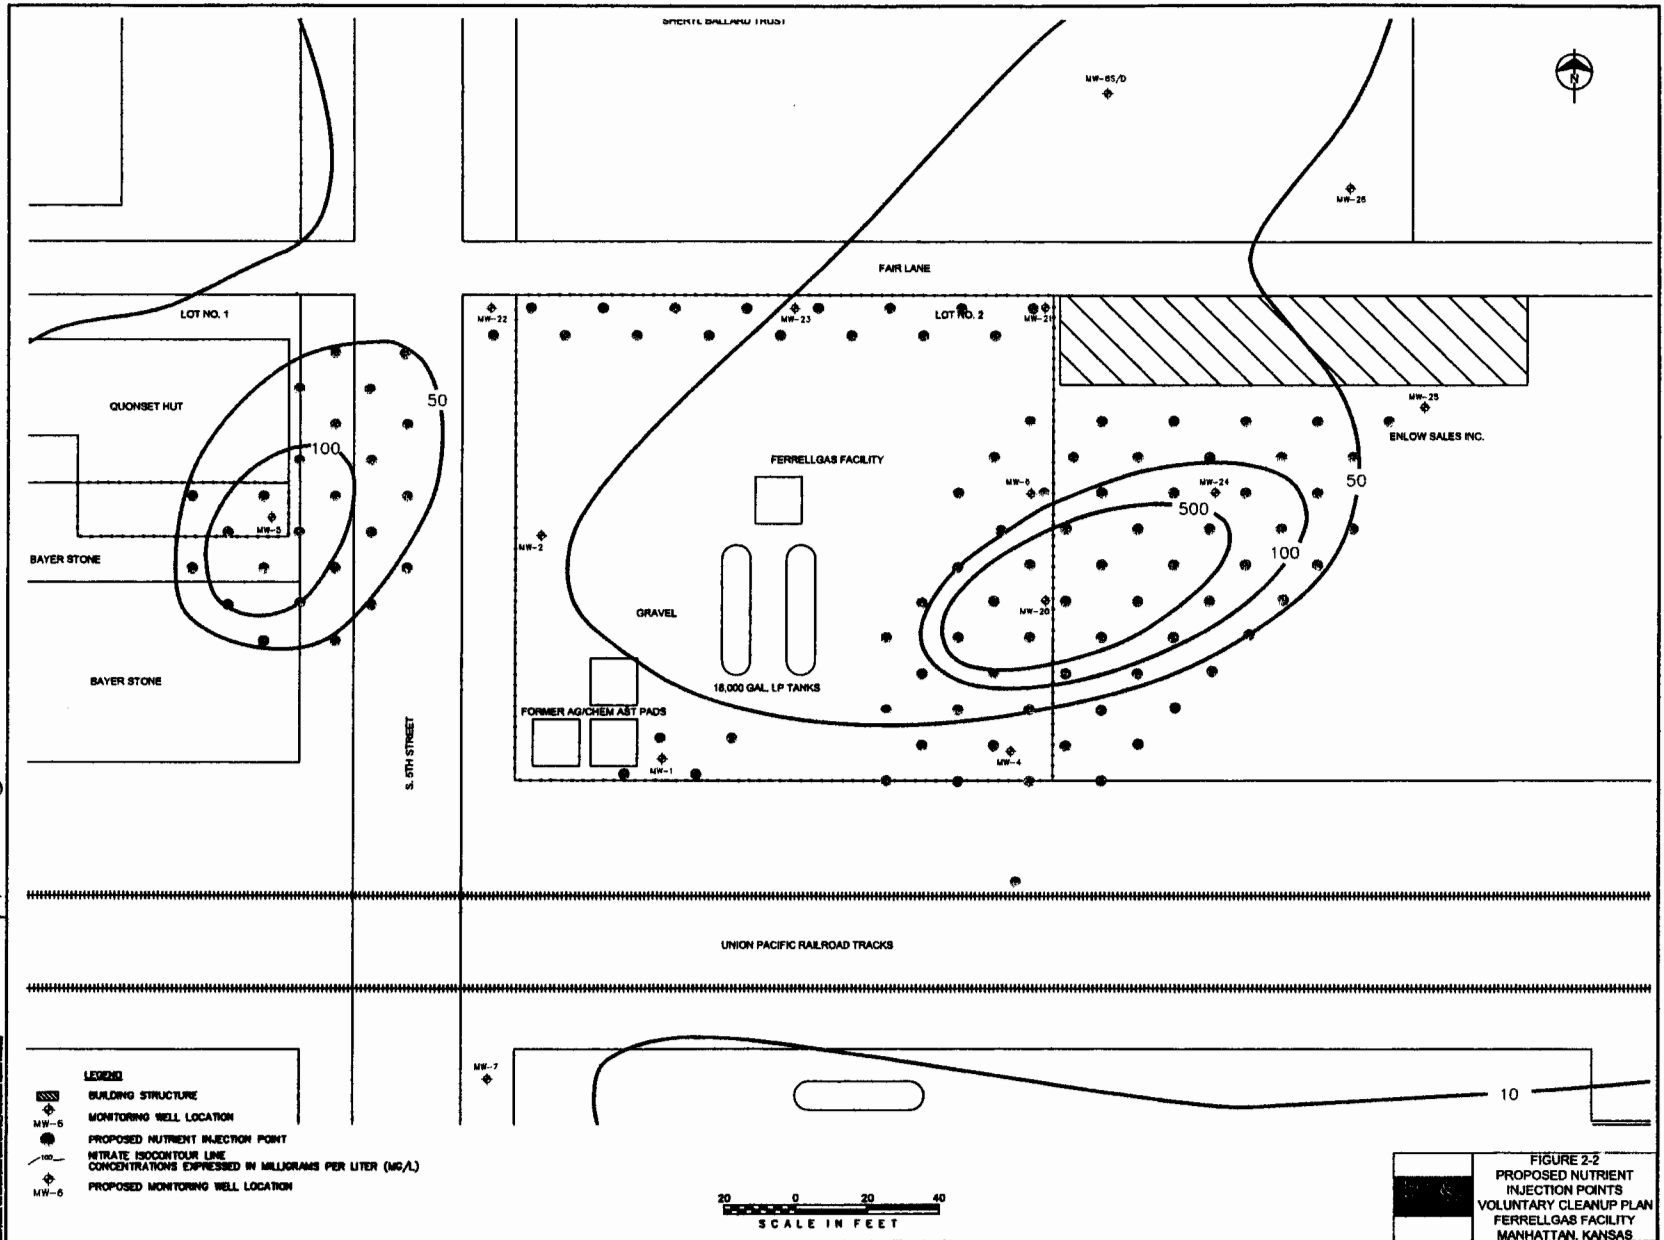 SHERYL BALLARD TRUST
MW-6S/D
N
MW-26
FAIR LANE
LOT NO. 1
MW-22
MW-23
LOT NO. 2
MW-21
QUONSET HUT
50
MW-25
ENLOW SALES INC.
100
FERRELLGAS FACILITY
MW-6
MW-24
50
500
MW-5
MW-2
100
BAYER STONE
GRAVEL
MW-20
BAYER STONE
18,000 GAL. LP TANKS
FORMER AG/CHEM AST PADS
S. 5TH STREET
MW-1
MW-4
UNION PACIFIC RAILROAD TRACKS
MW-7
10
LEGEND
BUILDING STRUCTURE
MW-5
MONITORING WELL LOCATION
PROPOSED NUTRIENT INJECTION POINT
100
NITRATE ISOCONTOUR LINE
CONCENTRATIONS EXPRESSED IN MILLIGRAMS PER LITER (MG/L)
MW-6
PROPOSED MONITORING WELL LOCATION
20 0 20 40
SCALE IN FEET
FIGURE 2-2
PROPOSED NUTRIENT
INJECTION POINTS
VOLUNTARY CLEANUP PLAN
FERRELLGAS FACILITY
MANHATTAN, KANSAS